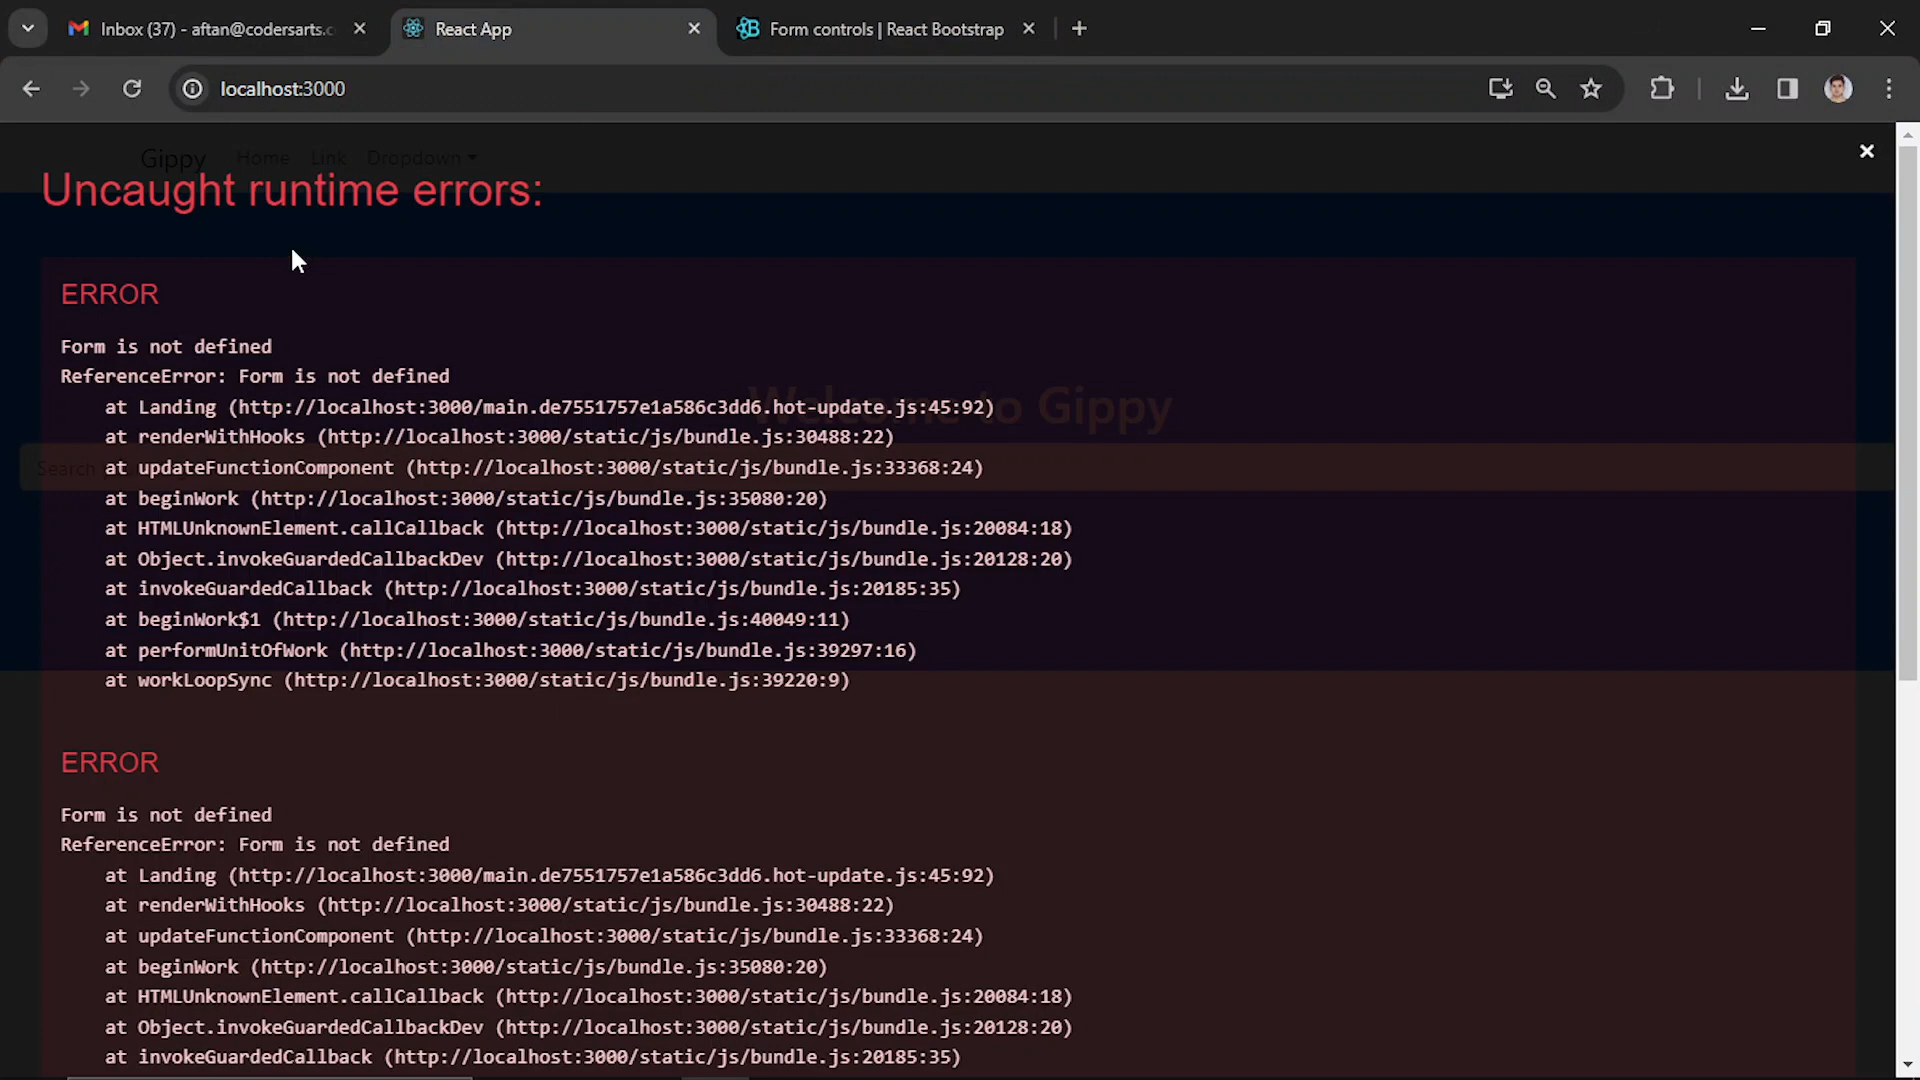 Inbox (37) - aftan@codersarts.c
React App
Form controls | React Bootstrap
localhost:3000
Gippy Home Link Dropdown
Uncaught runtime errors:
ERROR
Form is not defined
ReferenceError: Form is not defined
Welcome to Gippy
at Landing (http://localhost:3000/main.de7551757e1a586c3dd6.hot-update.js:45:92)
at renderWithHooks (http://localhost:3000/static/js/bundle.js:30488:22)
Search
at updateFunctionComponent (http://localhost:3000/static/js/bundle.js:33368:24)
at beginWork (http://localhost:3000/static/js/bundle.js:35080:20)
at HTMLUnknownElement.callCallback (http://localhost:3000/static/js/bundle.js:20084:18)
at Object.invokeGuardedCallbackDev (http://localhost:3000/static/js/bundle.js:20128:20)
at invokeGuardedCallback (http://localhost:3000/static/js/bundle.js:20185:35)
at beginWork$1 (http://localhost:3000/static/js/bundle.js:40049:11)
at performUnitOfWork (http://localhost:3000/static/js/bundle.js:39297:16)
at workLoopSync (http://localhost:3000/static/js/bundle.js:39220:9)
ERROR
Form is not defined
ReferenceError: Form is not defined
at Landing (http://localhost:3000/main.de7551757e1a586c3dd6.hot-update.js:45:92)
at renderWithHooks (http://localhost:3000/static/js/bundle.js:30488:22)
at updateFunctionComponent (http://localhost:3000/static/js/bundle.js:33368:24)
at beginWork (http://localhost:3000/static/js/bundle.js:35080:20)
at HTMLUnknownElement.callCallback (http://localhost:3000/static/js/bundle.js:20084:18)
at Object.invokeGuardedCallbackDev (http://localhost:3000/static/js/bundle.js:20128:20)
at invokeGuardedCallback (http://localhost:3000/static/js/bundle.js:20185:35)